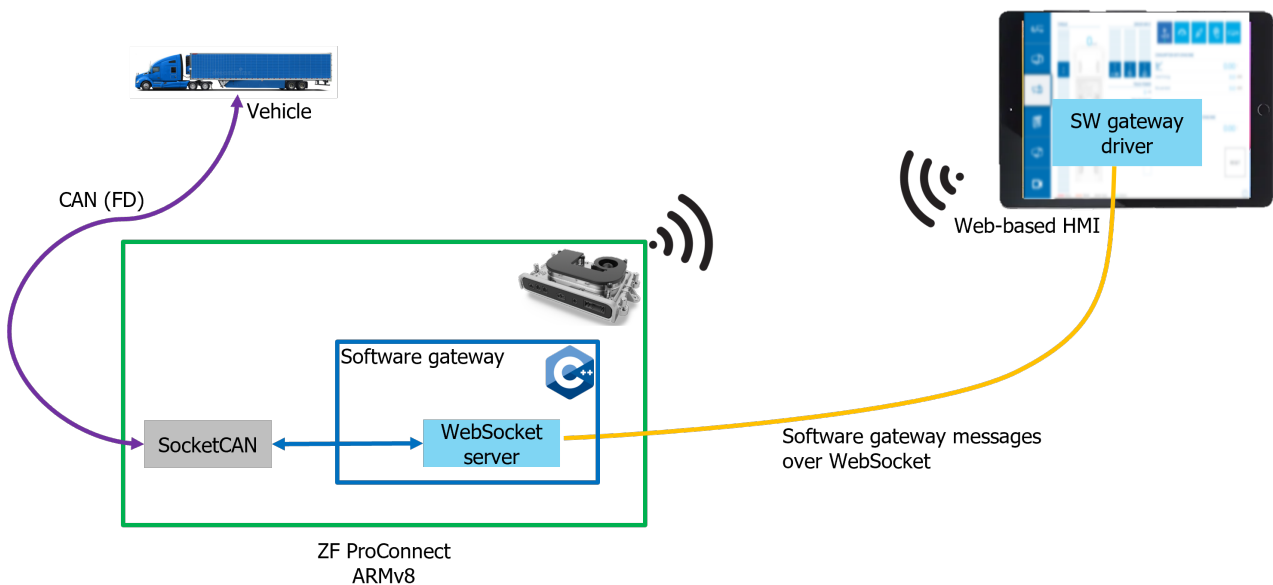 Vehicle
CAN (FD)
SW gateway
driver
Web-based HMI
Software gateway
C++
SocketCAN
WebSocket
server
Software gateway messages
over WebSocket
ZF ProConnect
ARMv8